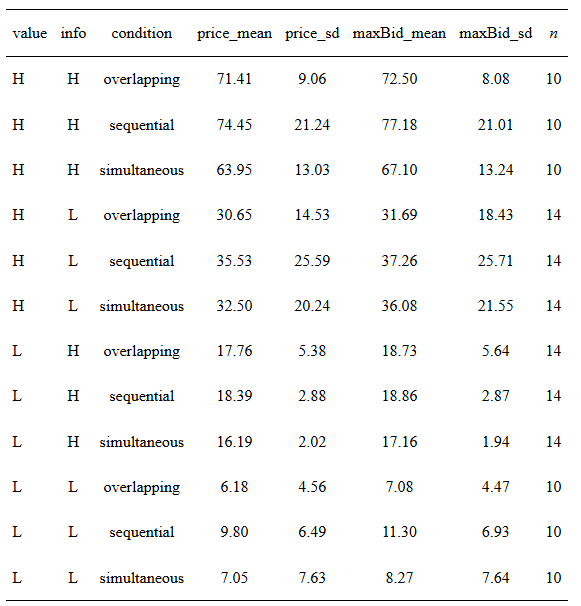 value info condition price_mean price_sd maxBid_mean maxBid_sd n
H H overlapping 71.41 9.06 72.50 8.08 10
H H sequential 74.45 21.24 77.18 21.01 10
H H simultaneous 63.95 13.03 67.10 13.24 10
H L overlapping 30.65 14.53 31.69 18.43 14
H L sequential 35.53 25.59 37.26 25.71 14
H L simultaneous 32.50 20.24 36.08 21.55 14
L H overlapping 17.76 5.38 18.73 5.64 14
L H sequential 18.39 2.88 18.86 2.87 14
L H simultaneous 16.19 2.02 17.16 1.94 14
L L overlapping 6.18 4.56 7.08 4.47 10
L L sequential 9.80 6.49 11.30 6.93 10
L L simultaneous 7.05 7.63 8.27 7.64 10